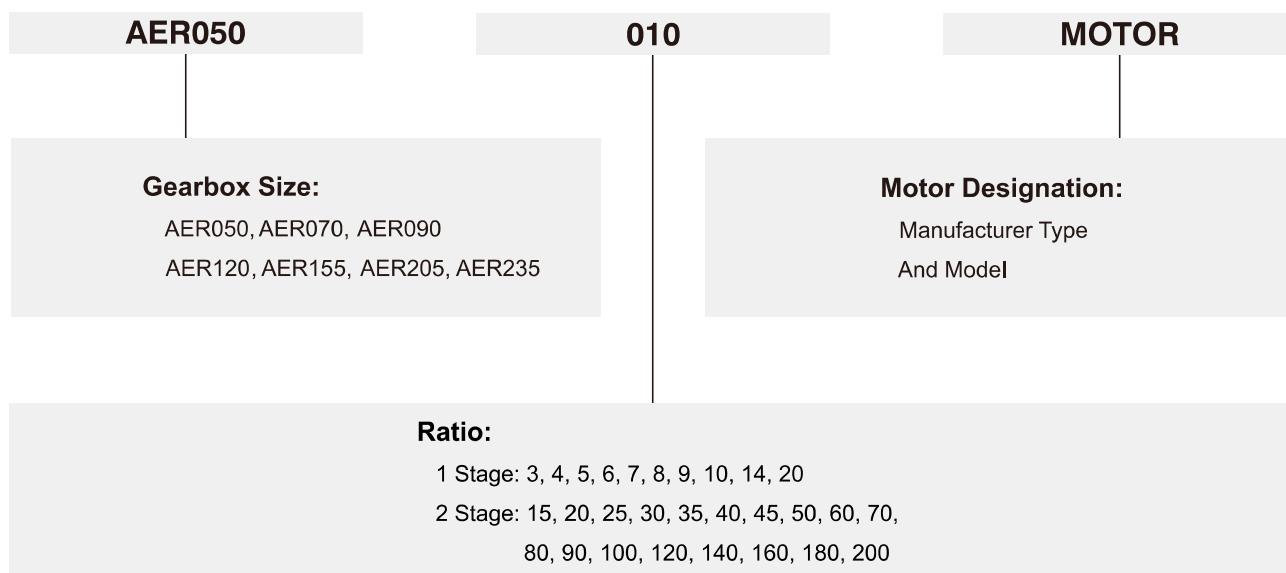 AER050
010
MOTOR
Gearbox Size:
AER050, AER070, AER090
AER120, AER155, AER205, AER235
Motor Designation:
Manufacturer Type
And Model
Ratio:
1 Stage: 3, 4, 5, 6, 7, 8, 9, 10, 14, 20
2 Stage: 15, 20, 25, 30, 35, 40, 45, 50, 60, 70,
80, 90, 100, 120, 140, 160, 180, 200